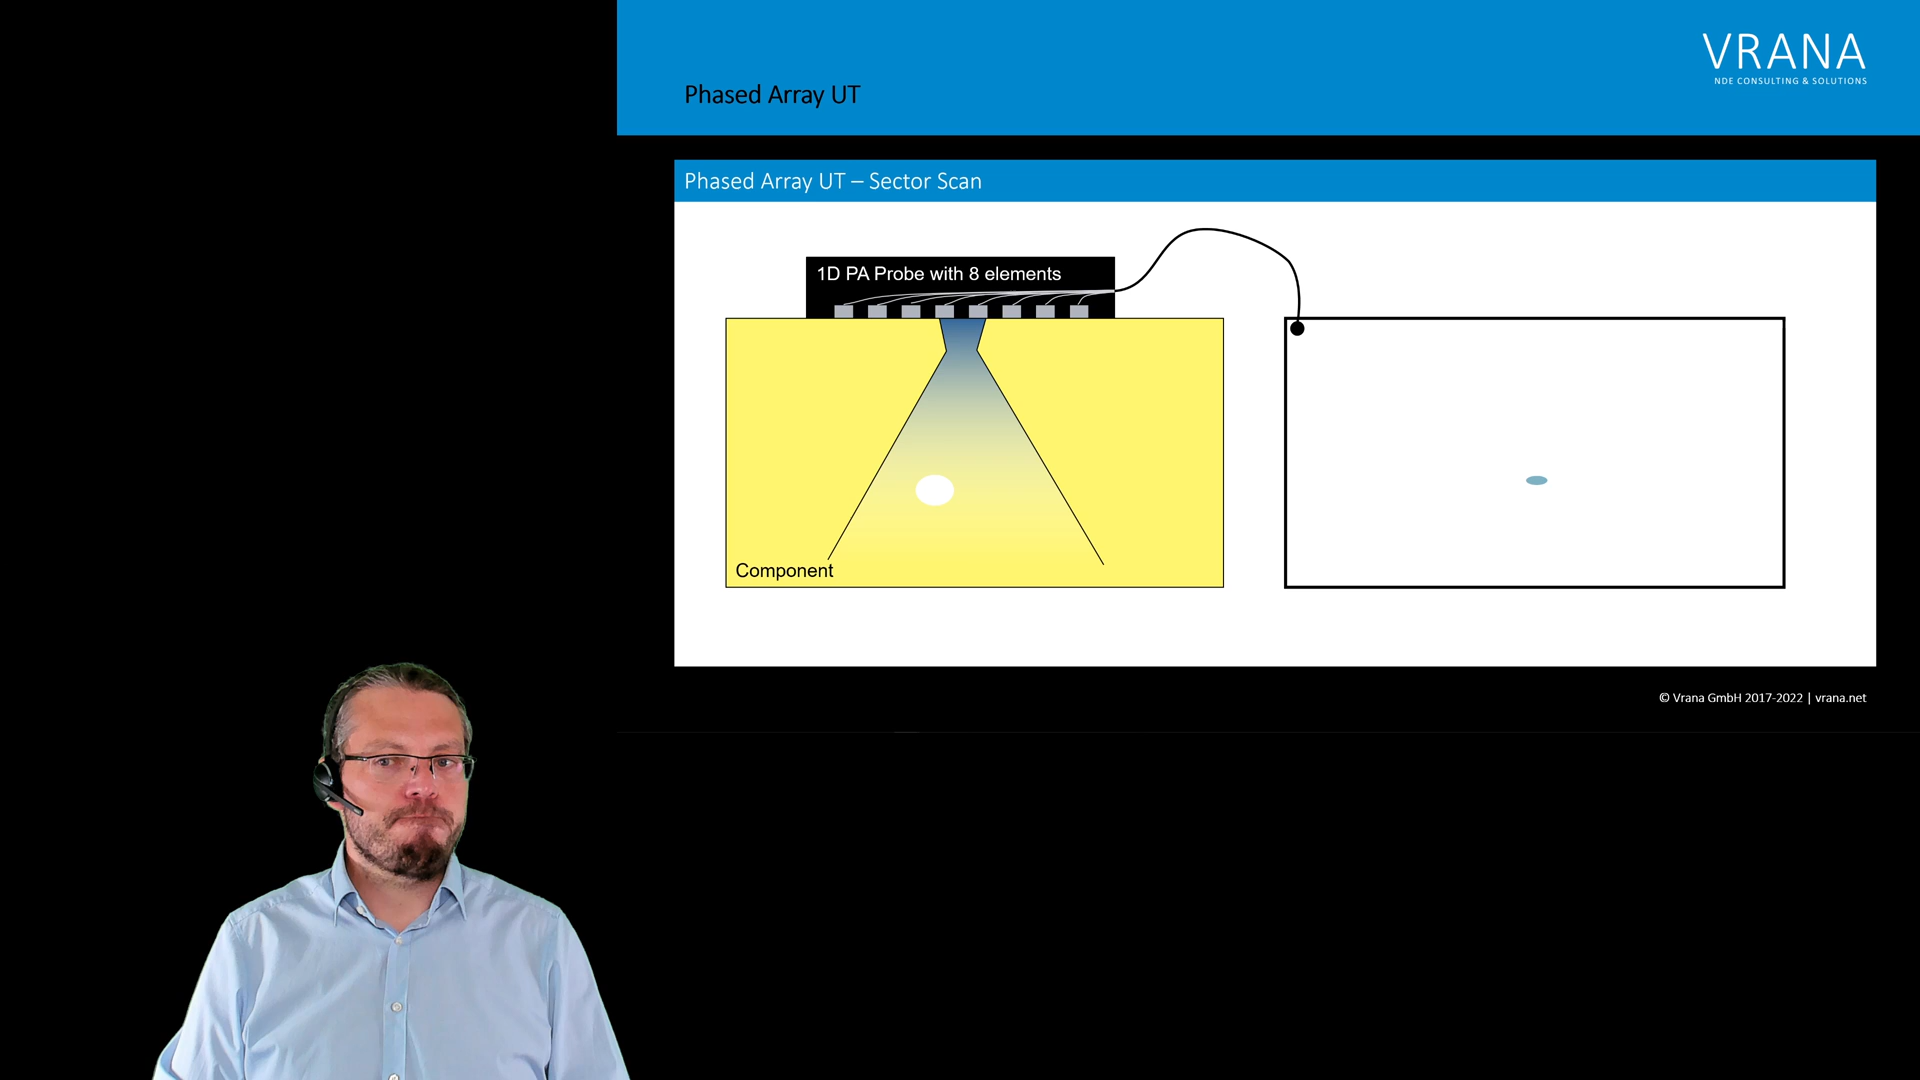 VRANA
NDE CONSULTING & SOLUTIONS
Phased Array UT
Phased Array UT – Sector Scan
1D PA Probe with 8 elements
Component
© Vrana GmbH 2017-2022 | vrana.net